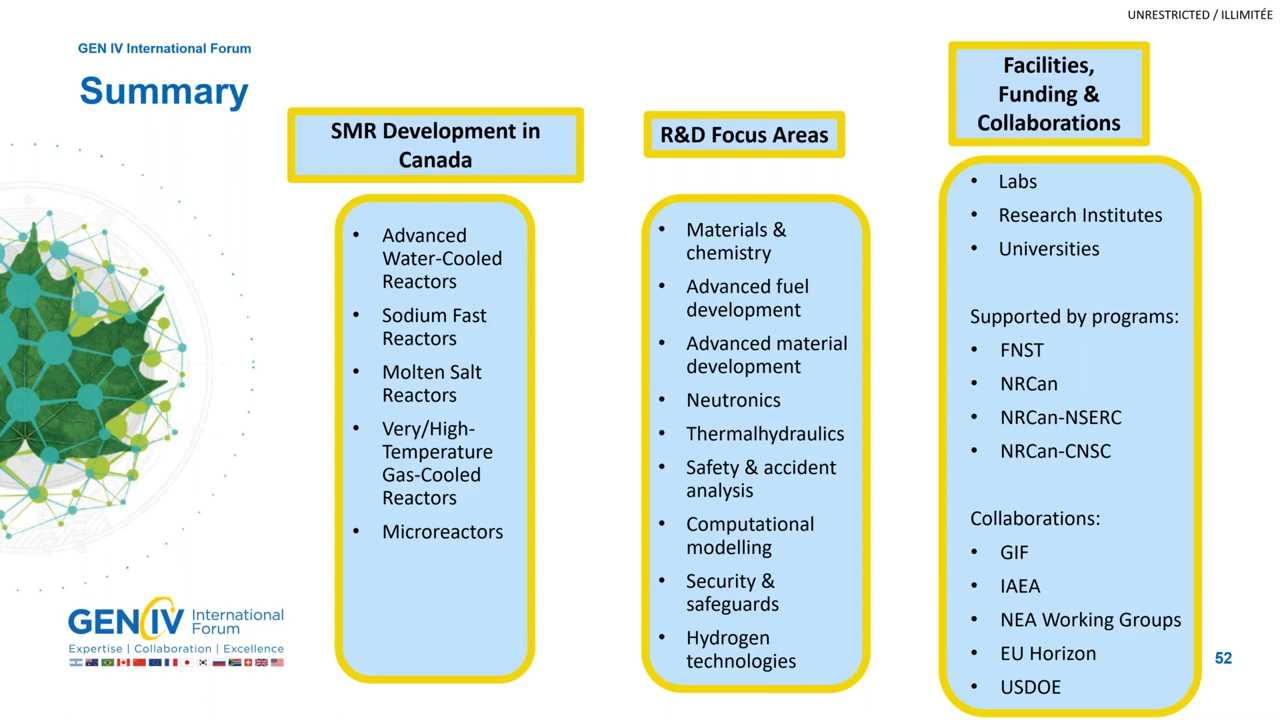 UNRESTRICTED / ILLIMITÉE
GEN IV International Forum
Summary
SMR Development in
Canada
• Advanced
Water-Cooled
Reactors
• Sodium Fast
Reactors
• Molten Salt
Reactors
• Very/High-
Temperature
Gas-Cooled
Reactors
• Microreactors
R&D Focus Areas
• Materials &
chemistry
• Advanced fuel
development
• Advanced material
development
• Neutronics
• Thermalhydraulics
• Safety & accident
analysis
• Computational
modelling
• Security &
safeguards
• Hydrogen
technologies
Facilities,
Funding &
Collaborations
• Labs
• Research Institutes
• Universities
Supported by programs:
• FNST
• NRCan
• NRCan-NSERC
• NRCan-CNSC
Collaborations:
• GIF
• IAEA
• NEA Working Groups
• EU Horizon
• USDOE
GEN IV International
Forum
Expertise | Collaboration | Excellence
52